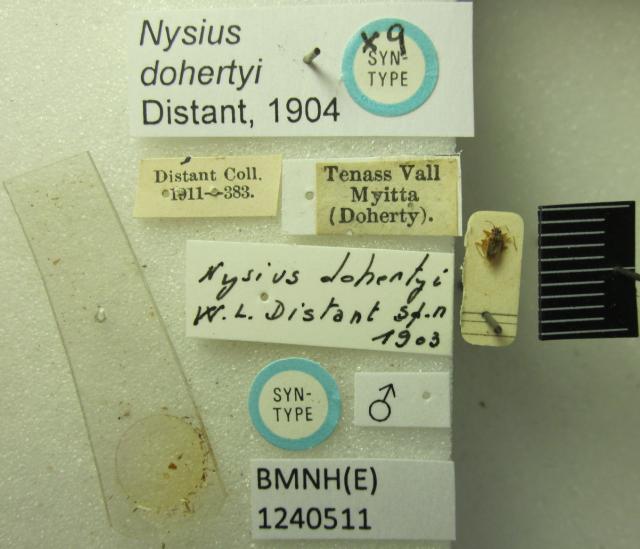 Nysius
dohertyi
Distant, 1904
x9
SYN-
TYPE
Distant Coll.
1911-383.
Tenass Vall
Myitta
(Doherty).
Nysius dohertyi
W. L. Distant sp. n
1903
SYN-
TYPE
♂
BMNH(E)
1240511